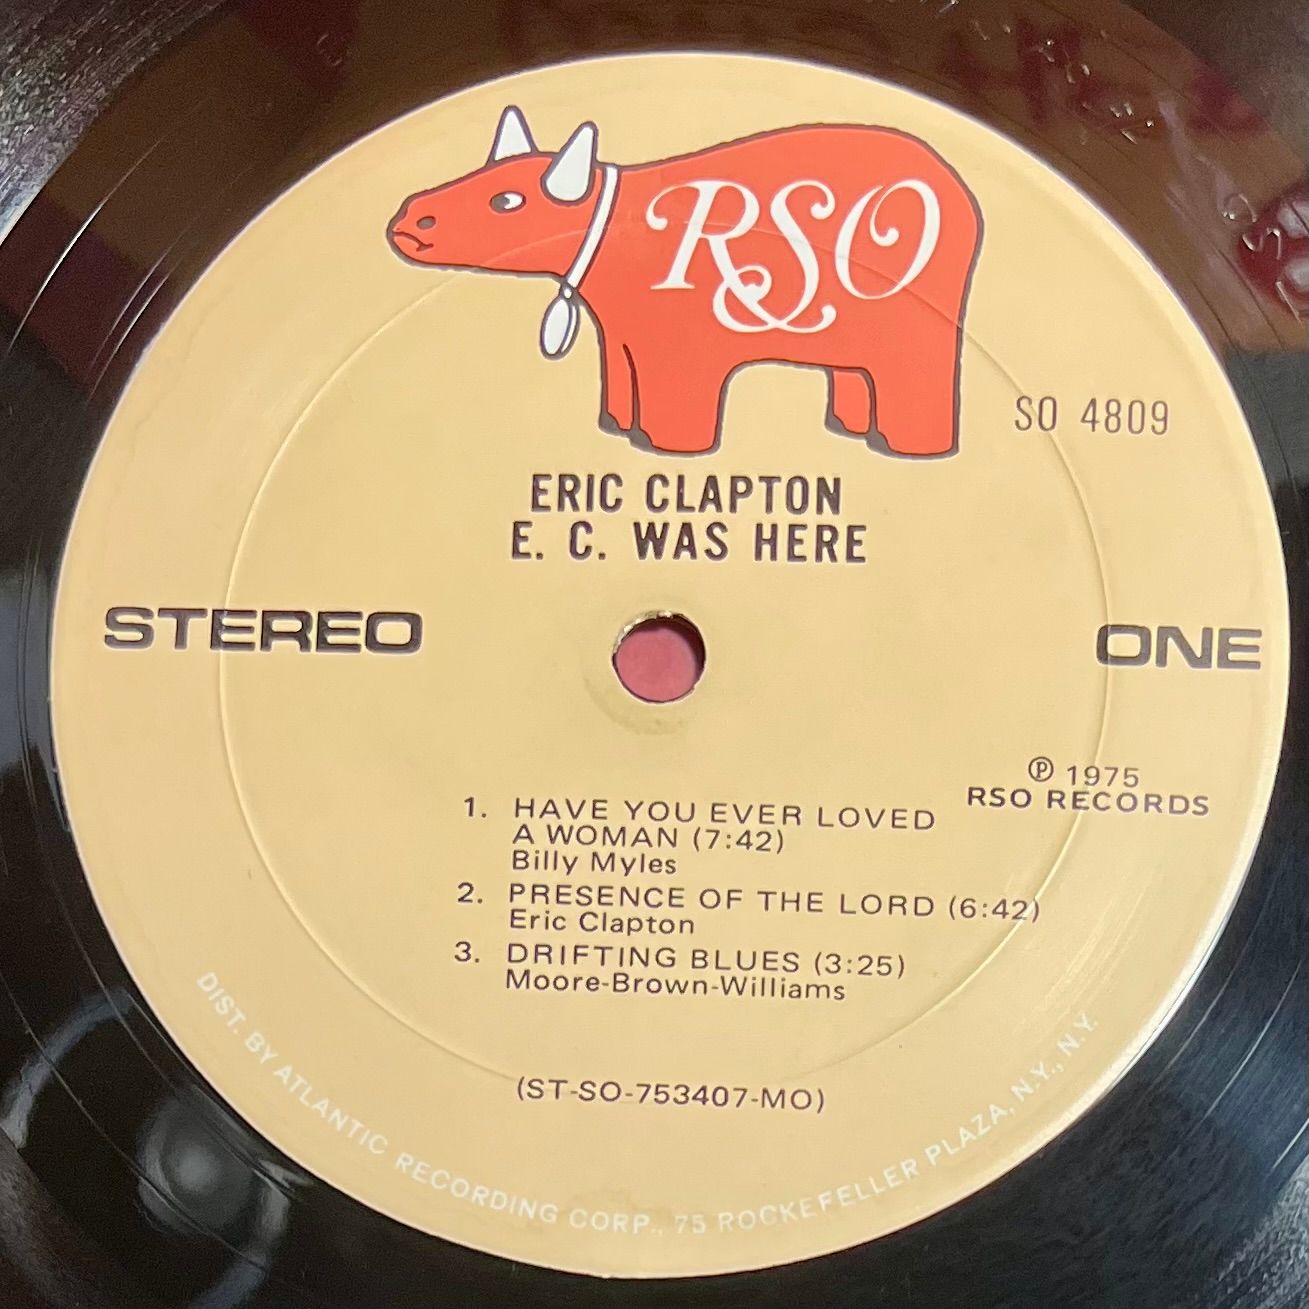 RSO
SO 4809
ERIC CLAPTON
E. C. WAS HERE
STEREO
ONE
℗ 1975
RSO RECORDS
1. HAVE YOU EVER LOVED
A WOMAN (7:42)
Billy Myles
2. PRESENCE OF THE LORD (6:42)
Eric Clapton
3. DRIFTING BLUES (3:25)
Moore-Brown-Williams
(ST-SO-753407-MO)
DIST. BY ATLANTIC RECORDING CORP., 75 ROCKEFELLER PLAZA, N.Y., N.Y.